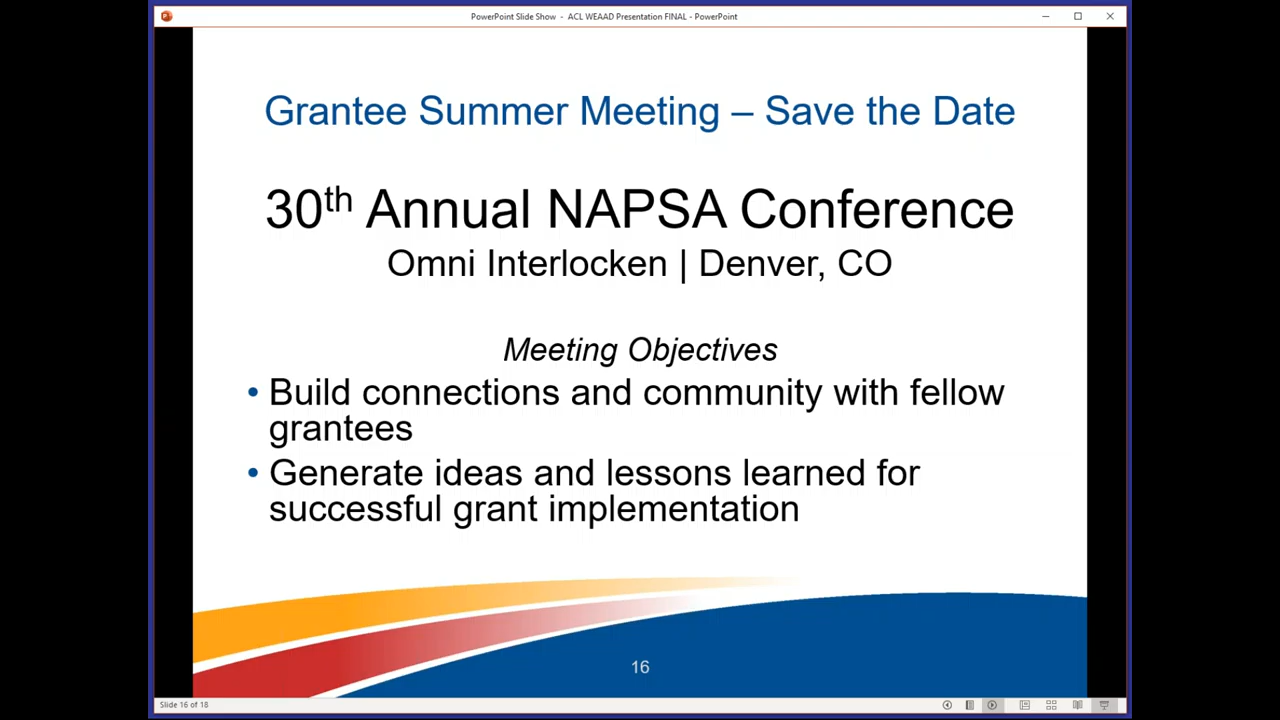 PowerPoint Slide Show - ACL WEAAD Presentation FINAL - PowerPoint
Grantee Summer Meeting – Save the Date
30th Annual NAPSA Conference
Omni Interlocken | Denver, CO
Meeting Objectives
• Build connections and community with fellow
grantees
• Generate ideas and lessons learned for
successful grant implementation
16
Slide 16 of 18